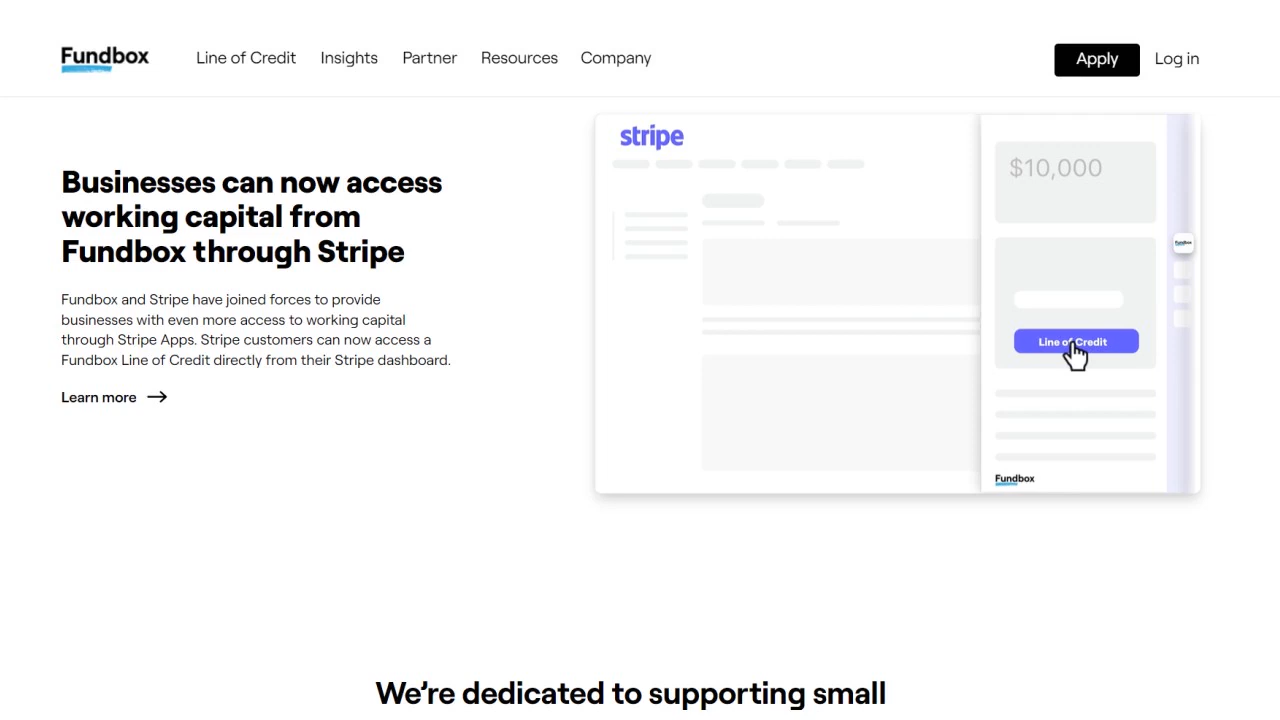 Fundbox
Line of Credit
Insights
Partner
Resources
Company
Apply
Log in
Businesses can now access
working capital from
Fundbox through Stripe
Fundbox and Stripe have joined forces to provide
businesses with even more access to working capital
through Stripe Apps. Stripe customers can now access a
Fundbox Line of Credit directly from their Stripe dashboard.
Learn more
stripe
$10,000
Fundbox
Line of Credit
Fundbox
We're dedicated to supporting small